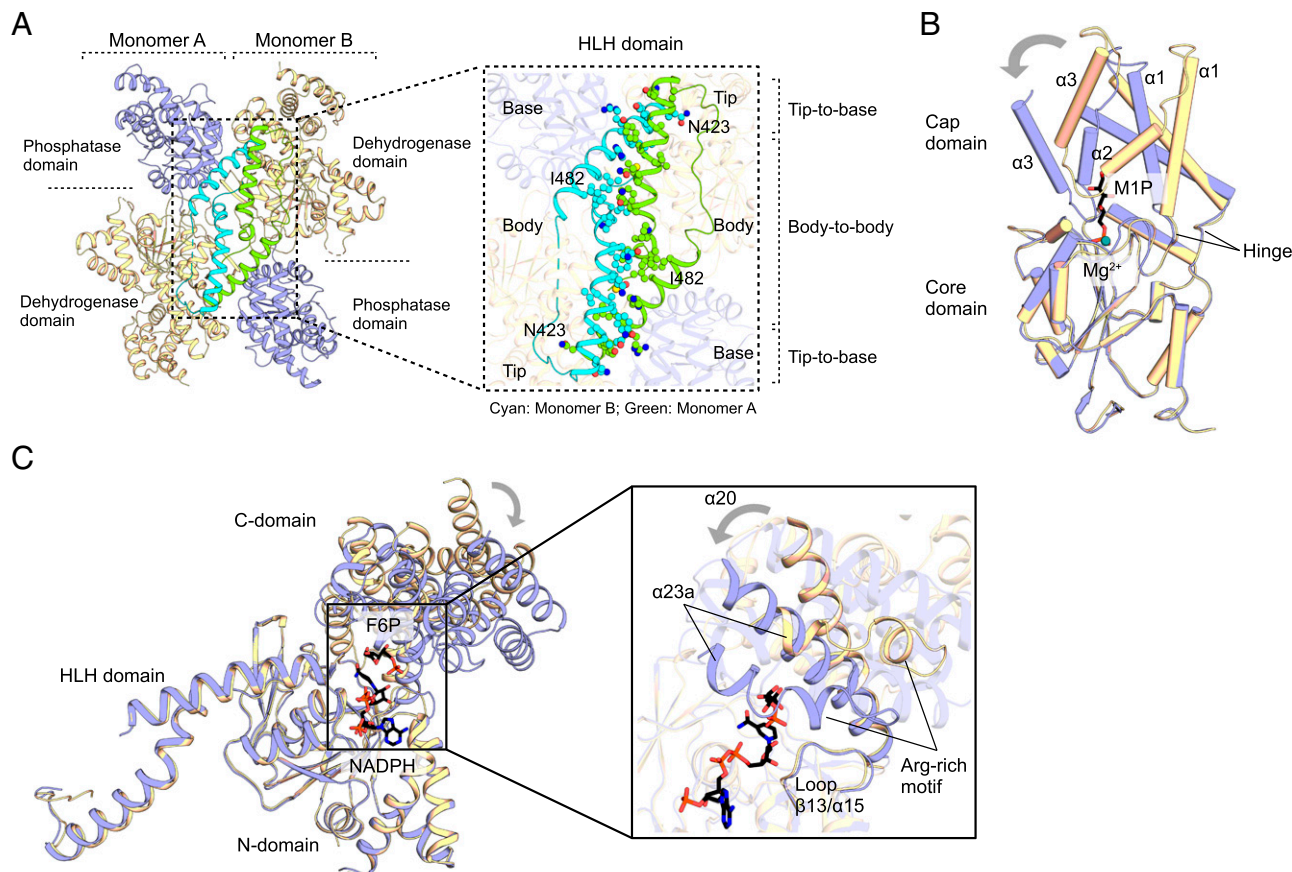 A
Monomer A
Monomer B
Phosphatase
domain
Dehydrogenase
domain
Dehydrogenase
domain
Phosphatase
domain
HLH domain
Base
Tip
N423
I482
Body
Body
I482
N423
Base
Tip
Tip-to-base
Body-to-body
Tip-to-base
Cyan: Monomer B; Green: Monomer A
B
α3
α1
α1
Cap
domain
α3
α2
M1P
Hinge
Mg²⁺
Core
domain
C
C-domain
F6P
HLH domain
NADPH
N-domain
α20
α23a
Loop
β13/α15
Arg-rich
motif